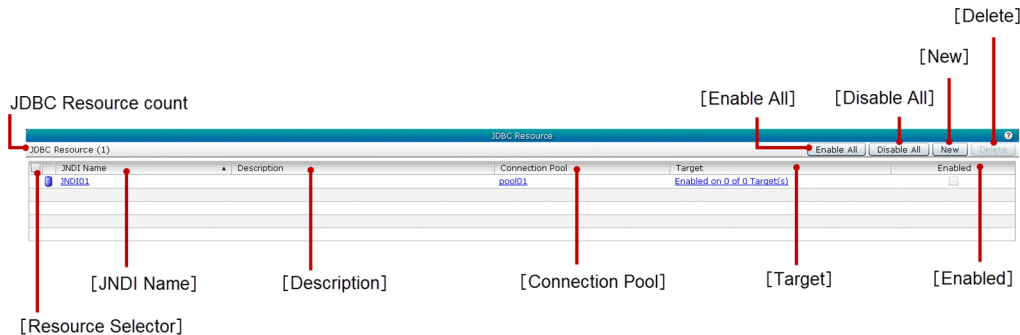 [Delete]
[New]
[Enable All] [Disable All]
JDBC Resource count
JDBC Resource ?
JDBC Resource (1) Enable All Disable All New Delete
JNDI Name ▲ Description Connection Pool Target Enabled
JNDI01 pool01 Enabled on 0 of 0 Target(s)
[JNDI Name] [Description] [Connection Pool] [Target] [Enabled]
[Resource Selector]